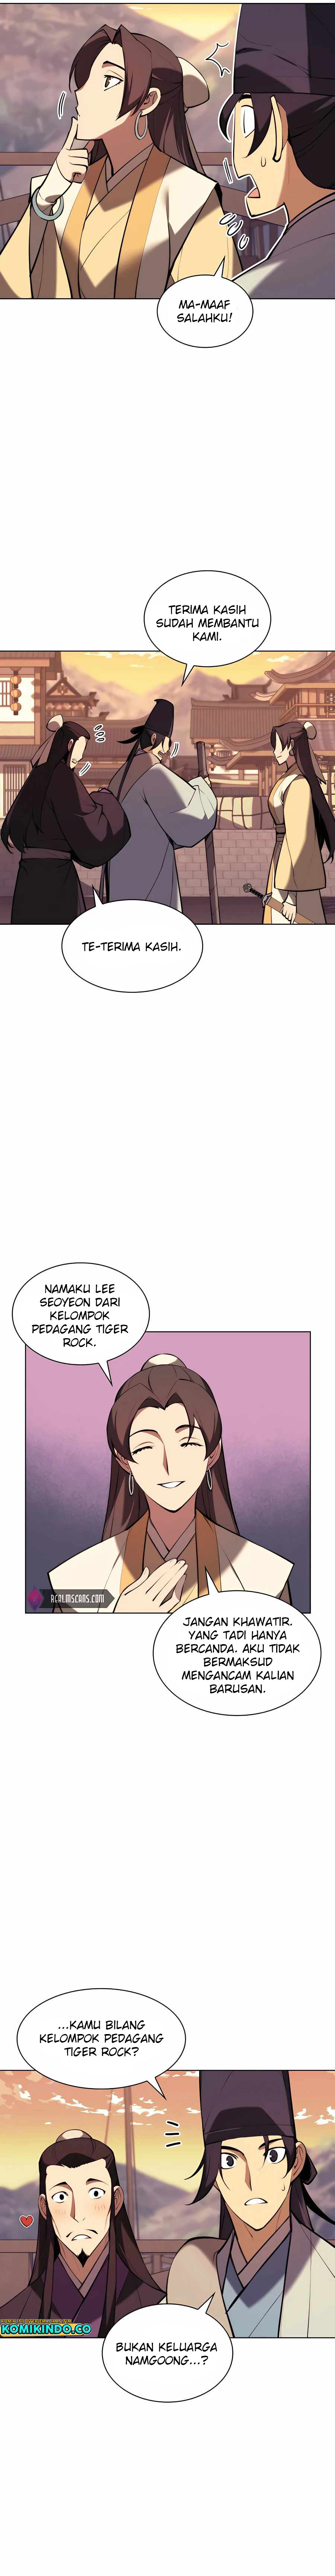 MA-MAAF
SALAHKU!
TERIMA KASIH
SUDAH MEMBANTU
KAMI.
TE-TERIMA KASIH.
NAMAKU LEE
SEOYEON DARI
KELOMPOK
PEDAGANG TIGER
ROCK.
REALMSCANS.COM
JANGAN KHAWATIR.
YANG TADI HANYA
BERCANDA. AKU TIDAK
BERMAKSUD
MENGANCAM KALIAN
BARUSAN.
...KAMU BILANG
KELOMPOK PEDAGANG
TIGER ROCK?
KOMIKINDO.CO
BUKAN KELUARGA
NAMGOONG...?